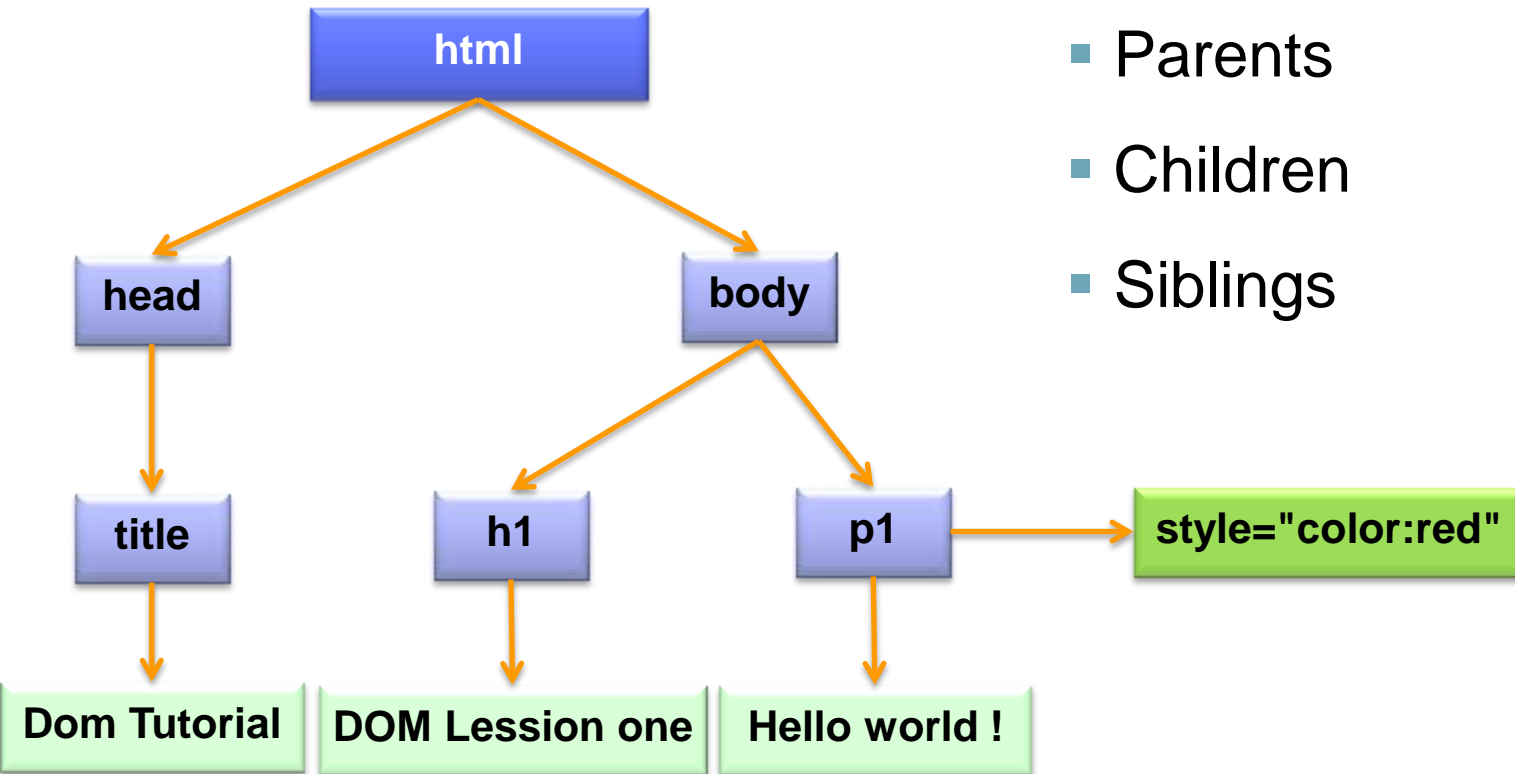 html
Parents
Children
Siblings
head
body
title
h1
p1
style="color:red"
Dom Tutorial
DOM Lession one
Hello world !